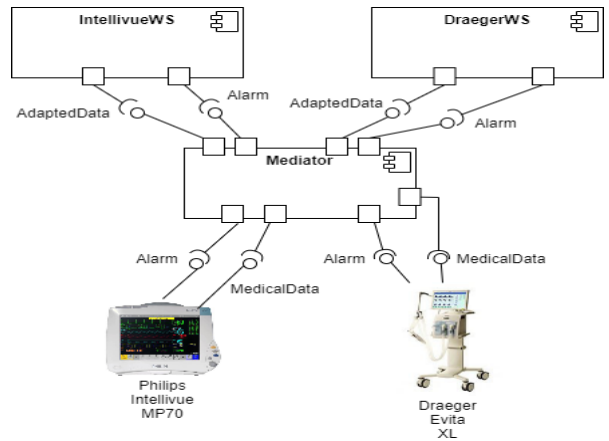 IntellivueWS
DraegerWS
AdaptedData
Alarm
AdaptedData
Alarm
Mediator
Alarm
MedicalData
Alarm
MedicalData
Philips
Intellivue
MP70
Draeger
Evita
XL